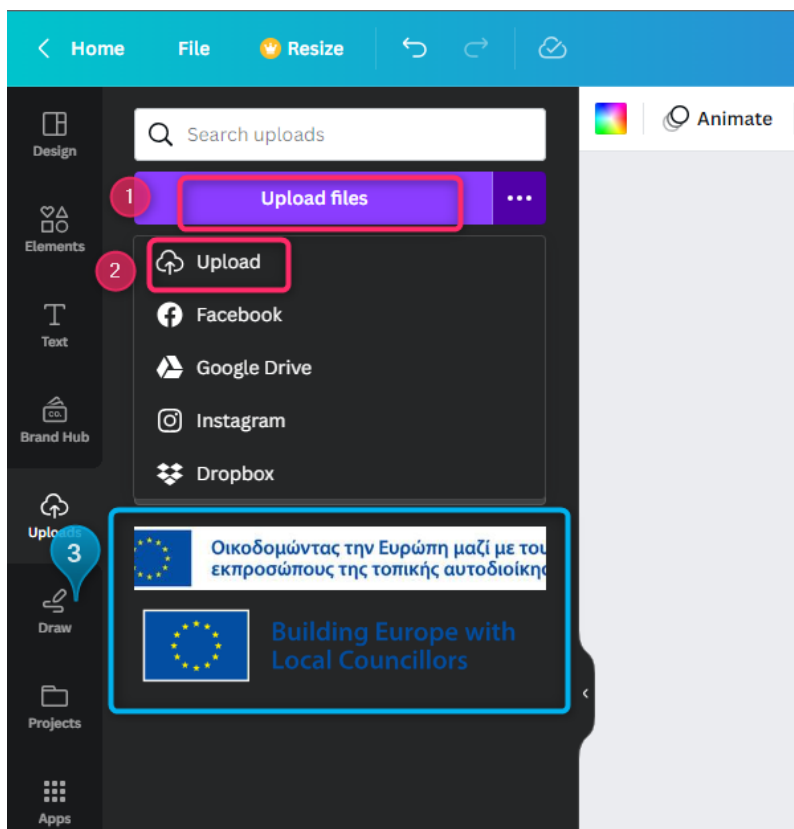 Home File Resize
Design
Search uploads
Animate
1 Upload files
Elements
2 Upload
Text
Facebook
Google Drive
CO.
Brand Hub
Instagram
Dropbox
Uploads
3
Οικοδομώντας την Ευρώπη μαζί με του
εκπροσώπους της τοπικής αυτοδιοίκησ
Draw
Building Europe with
Local Councillors
Projects
Apps